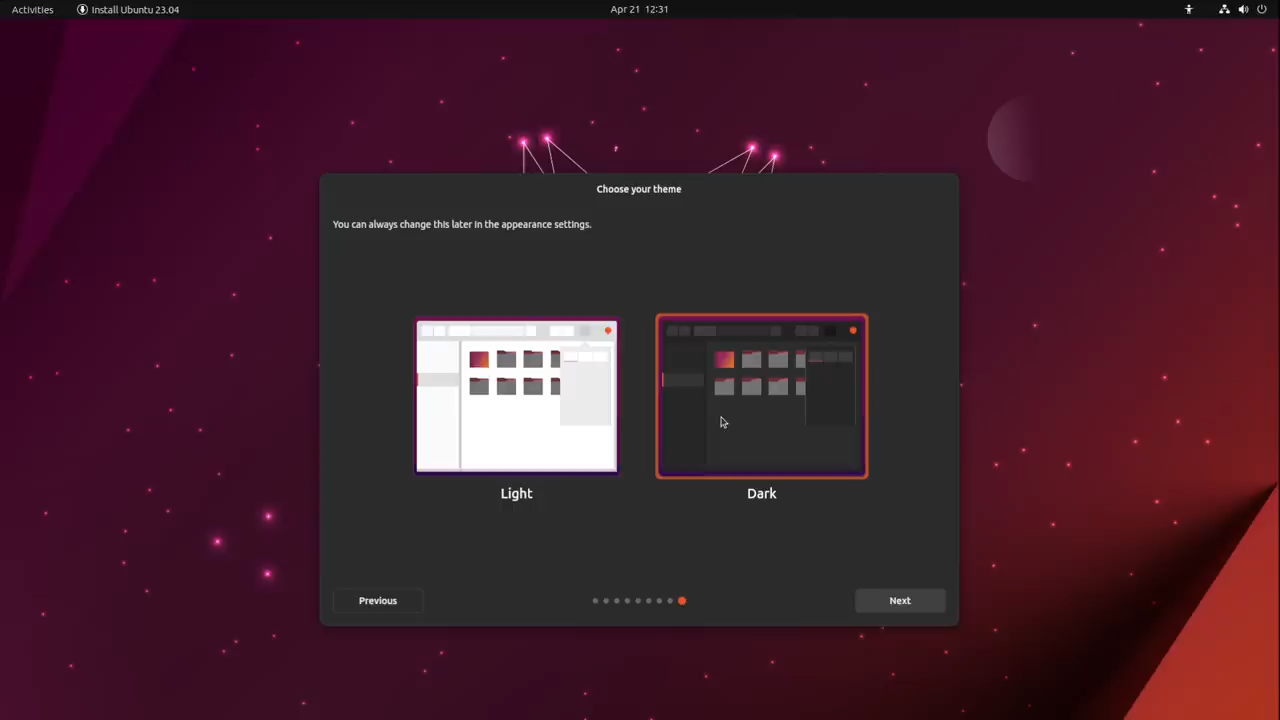 Activities
Install Ubuntu 23.04
Apr 21 12:31
Choose your theme
You can always change this later in the appearance settings.
Light
Dark
Previous
Next